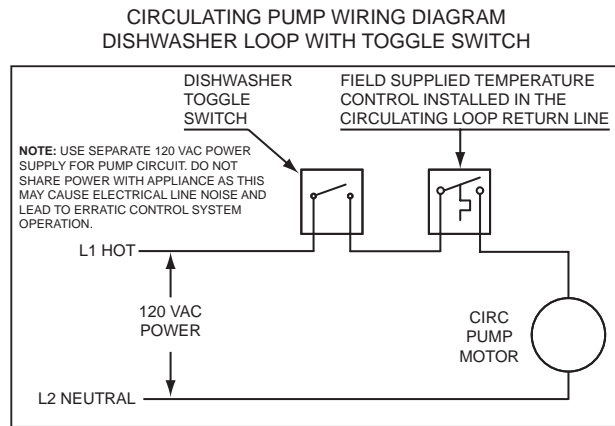 CIRCULATING PUMP WIRING DIAGRAM
DISHWASHER LOOP WITH TOGGLE SWITCH
DISHWASHER
TOGGLE
SWITCH
FIELD SUPPLIED TEMPERATURE
CONTROL INSTALLED IN THE
CIRCULATING LOOP RETURN LINE
NOTE: USE SEPARATE 120 VAC POWER
SUPPLY FOR PUMP CIRCUIT. DO NOT
SHARE POWER WITH APPLIANCE AS THIS
MAY CAUSE ELECTRICAL LINE NOISE AND
LEAD TO ERRATIC CONTROL SYSTEM
OPERATION.
L1 HOT
120 VAC
POWER
CIRC
PUMP
MOTOR
L2 NEUTRAL